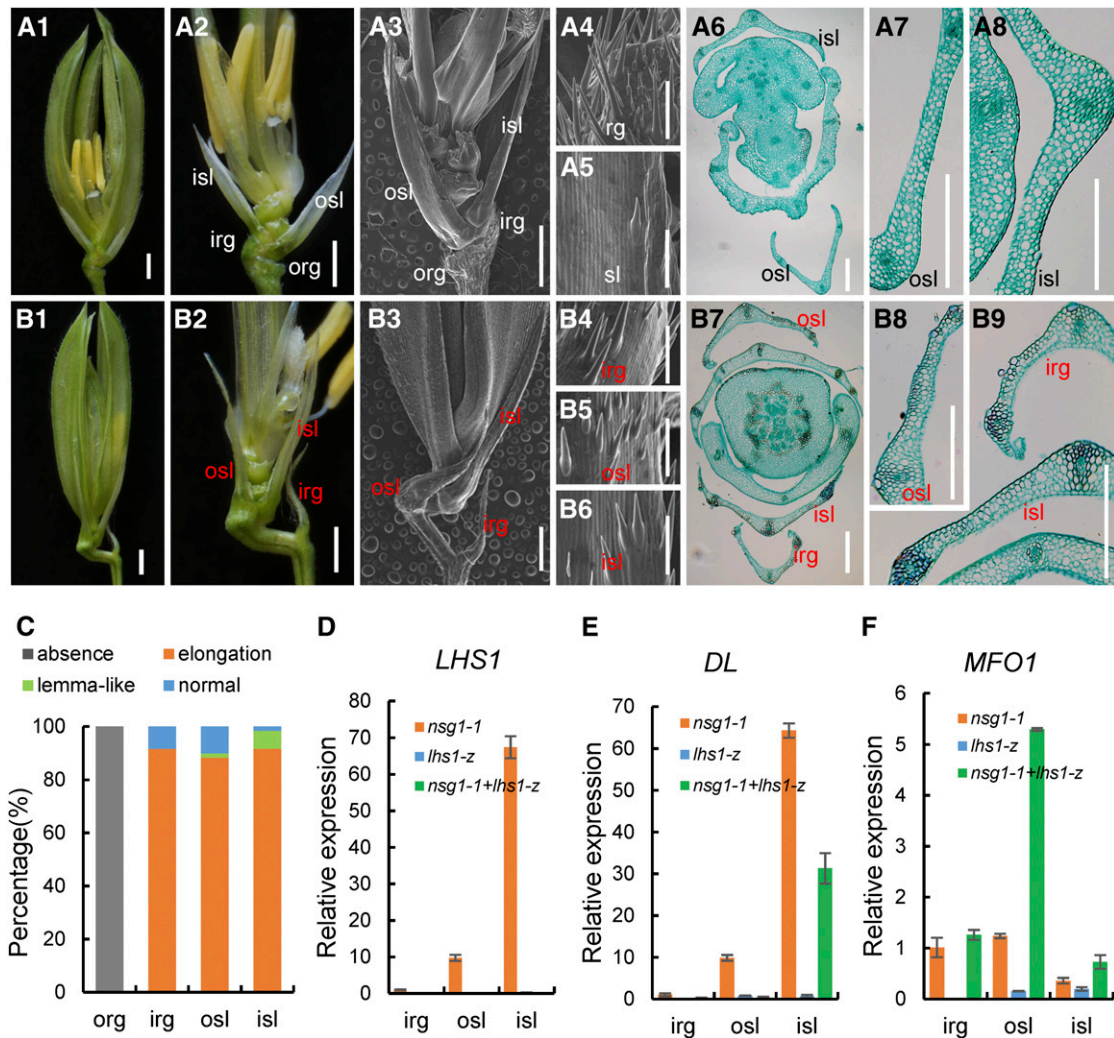 A1
A2
isl
osl
irg
org
A3
isl
osl
irg
org
A4
rg
A5
sl
A6
isl
osl
A7
osl
A8
isl
B1
B2
isl
osl
irg
B3
isl
osl
irg
B4
irg
B5
osl
B6
isl
B7
osl
isl
irg
B8
osl
B9
irg
isl
C
absence
elongation
lemma-like
normal
Percentage(%)
100
80
60
40
20
0
org irg osl isl
D
LHS1
Relative expression
80
70
60
50
40
30
20
10
0
nsg1-1
lhs1-z
nsg1-1+lhs1-z
irg osl isl
E
DL
Relative expression
70
60
50
40
30
20
10
0
nsg1-1
lhs1-z
nsg1-1+lhs1-z
irg osl isl
F
MFO1
Relative expression
6
5
4
3
2
1
0
nsg1-1
lhs1-z
nsg1-1+lhs1-z
irg osl isl